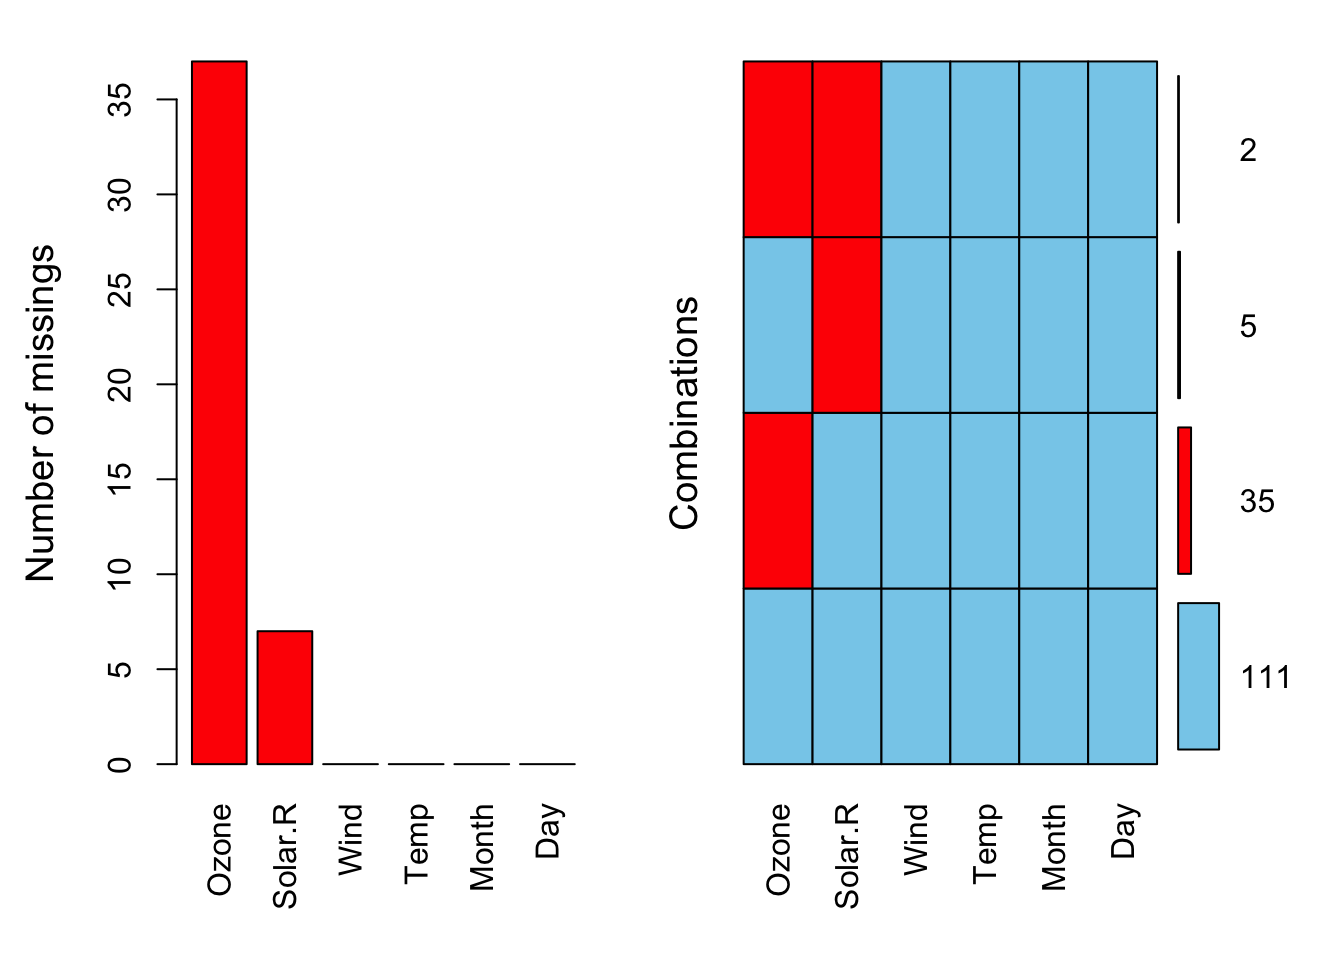 Number of missings
35
30
25
20
15
10
5
0
Ozone
Solar.R
Wind
Temp
Month
Day
Combinations
2
5
35
111
Ozone
Solar.R
Wind
Temp
Month
Day